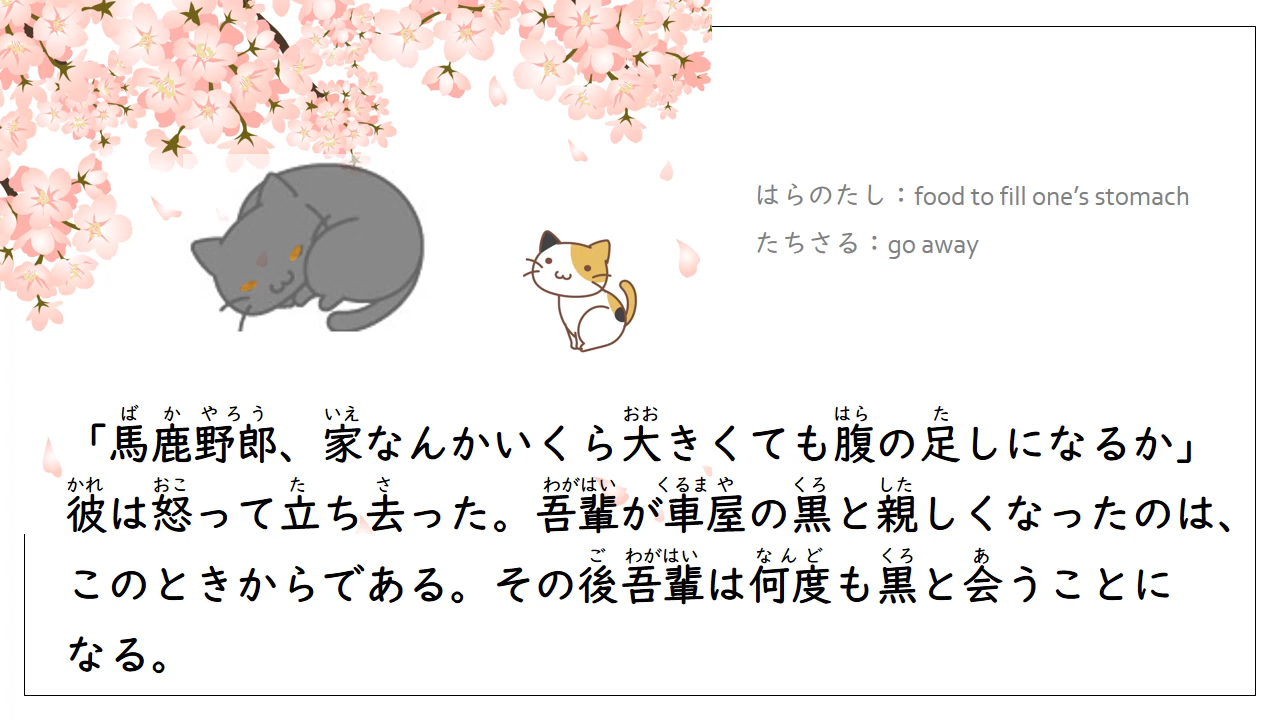 はらのたし：food to fill one’s stomach
たちさる：go away
「馬鹿野郎、家なんかいくら大きくても腹の足しになるか」
彼は怒って立ち去った。吾輩が車屋の黒と親しくなったのは、
このときからである。その後吾輩は何度も黒と会うことに
なる。